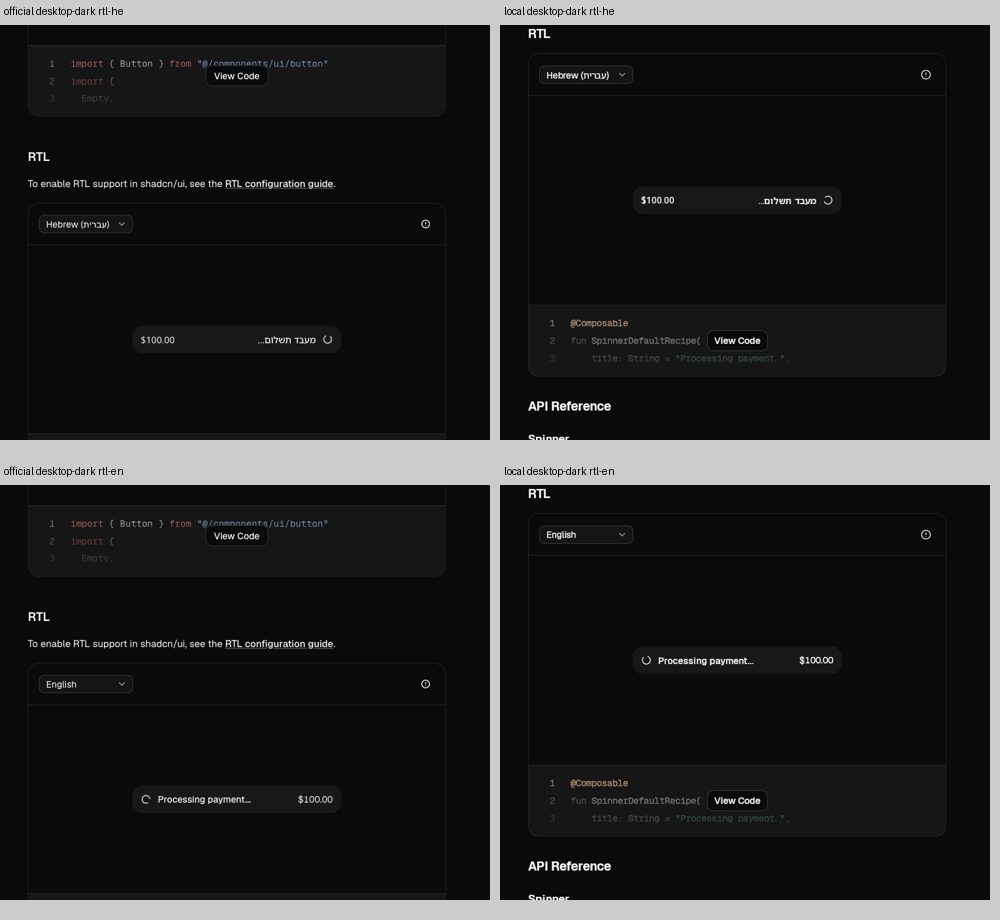 official desktop-dark rtl-he
1 import { Button } from "@/components/ui/button"
2 import {
3 Empty,
View Code
RTL
To enable RTL support in shadcn/ui, see the RTL configuration guide.
Hebrew (עברית)
$100.00 מעבד תשלום...
local desktop-dark rtl-he
RTL
Hebrew (עברית)
$100.00 מעבד תשלום...
1 @Composable
2 fun SpinnerDefaultRecipe(
3 title: String = "Processing payment…",
View Code
API Reference
Spinner
official desktop-dark rtl-en
1 import { Button } from "@/components/ui/button"
2 import {
3 Empty,
View Code
RTL
To enable RTL support in shadcn/ui, see the RTL configuration guide.
English
Processing payment... $100.00
local desktop-dark rtl-en
RTL
English
Processing payment... $100.00
1 @Composable
2 fun SpinnerDefaultRecipe(
3 title: String = "Processing payment…",
View Code
API Reference
Spinner